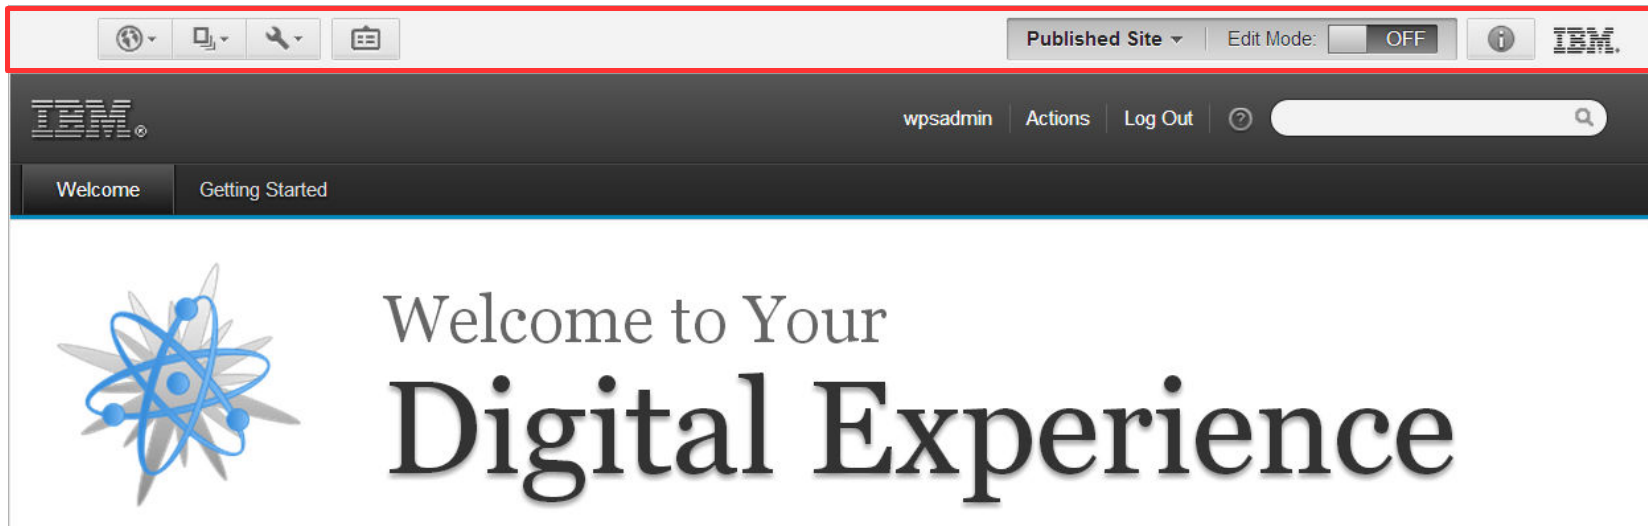 Published Site Edit Mode: OFF IBM.
IBM®
wpsadmin Actions Log Out ?
Welcome Getting Started
Welcome to Your
Digital Experience